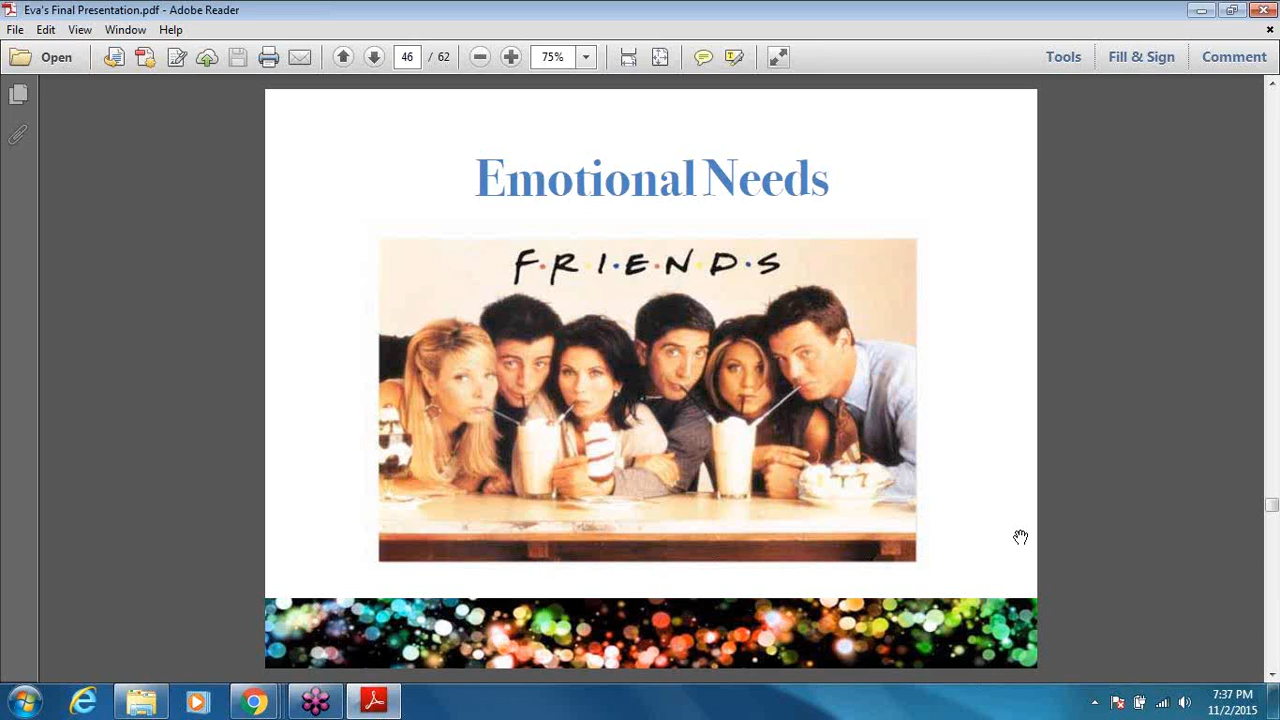 Eva's Final Presentation.pdf - Adobe Reader
File Edit View Window Help
Open 46 / 62 75% Tools Fill & Sign Comment
Emotional Needs
F·R·I·E·N·D·S
7:37 PM
11/2/2015